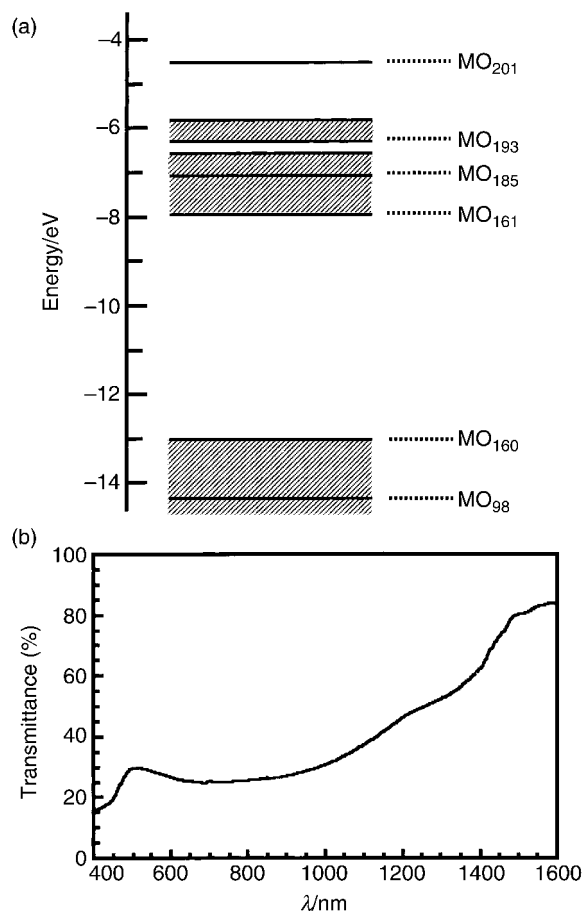 (a)
−4
−6
−8
−10
−12
−14
Energy/eV
MO₂₀₁
MO₁₉₃
MO₁₈₅
MO₁₆₁
MO₁₆₀
MO₉₈
(b)
100
80
60
40
20
0
Transmittance (%)
400 600 800 1000 1200 1400 1600
λ/nm